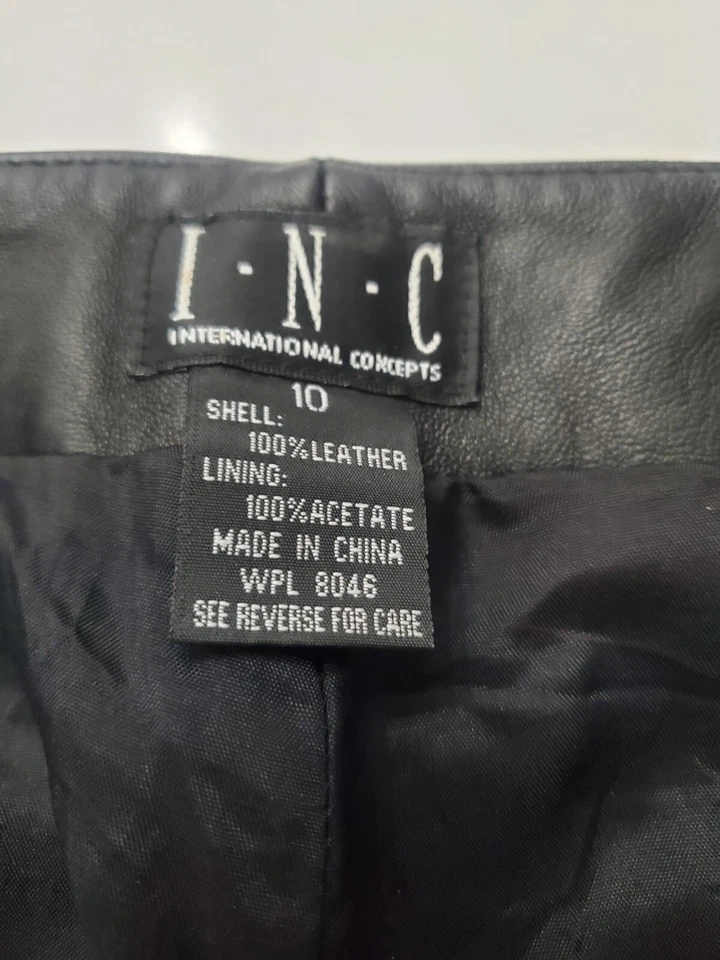 I·N·C
INTERNATIONAL CONCEPTS
10
SHELL:
100%LEATHER
LINING:
100%ACETATE
MADE IN CHINA
WPL 8046
SEE REVERSE FOR CARE